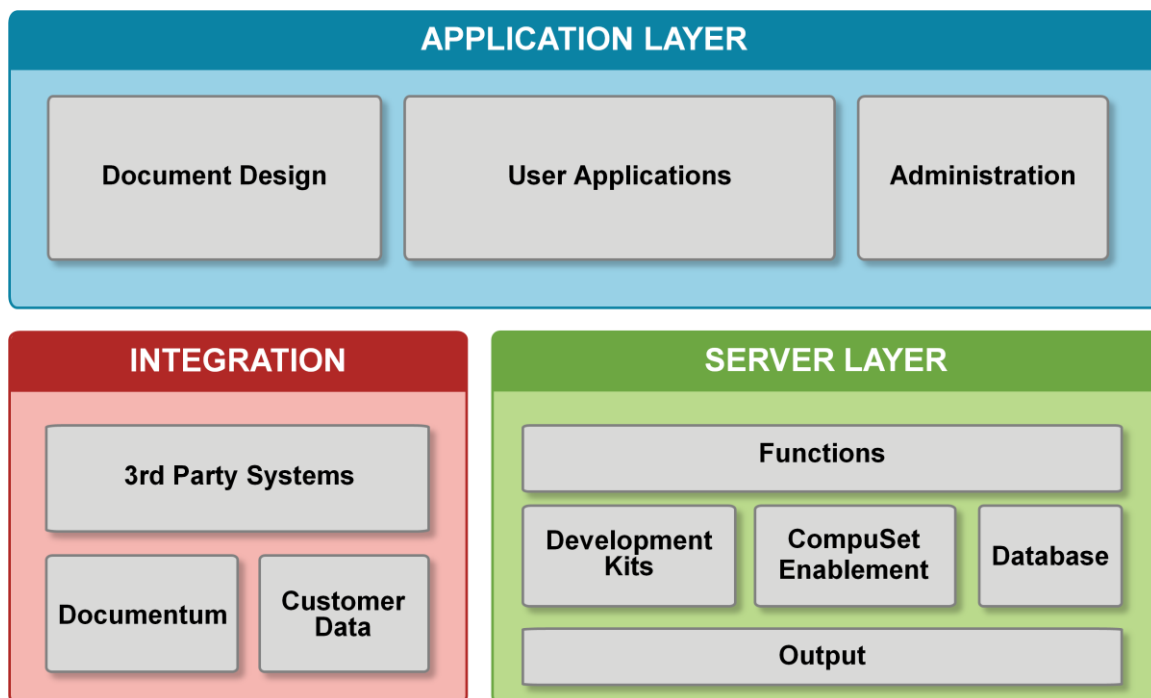 APPLICATION LAYER
Document Design
User Applications
Administration
INTEGRATION
3rd Party Systems
Documentum
Customer
Data
SERVER LAYER
Functions
Development
Kits
CompuSet
Enablement
Database
Output